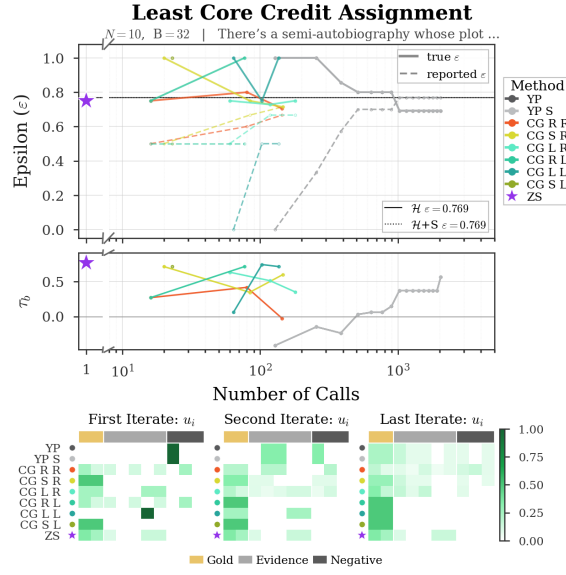 Least Core Credit Assignment
N=10, B=32 | There's a semi-autobiography whose plot ...
Epsilon (ε)
1.0
0.8
0.6
0.4
0.2
0.0
true ε
reported ε
ℋ ε=0.769
ℋ+S ε=0.769
Method
YP
YP S
CG R R
CG S R
CG L R
CG R L
CG L L
CG S L
ZS
τb
0.5
0.0
1
10¹
10²
10³
Number of Calls
First Iterate: uᵢ
Second Iterate: uᵢ
Last Iterate: uᵢ
YP
YP S
CG R R
CG S R
CG L R
CG R L
CG L L
CG S L
ZS
1.00
0.75
0.50
0.25
0.00
Gold
Evidence
Negative